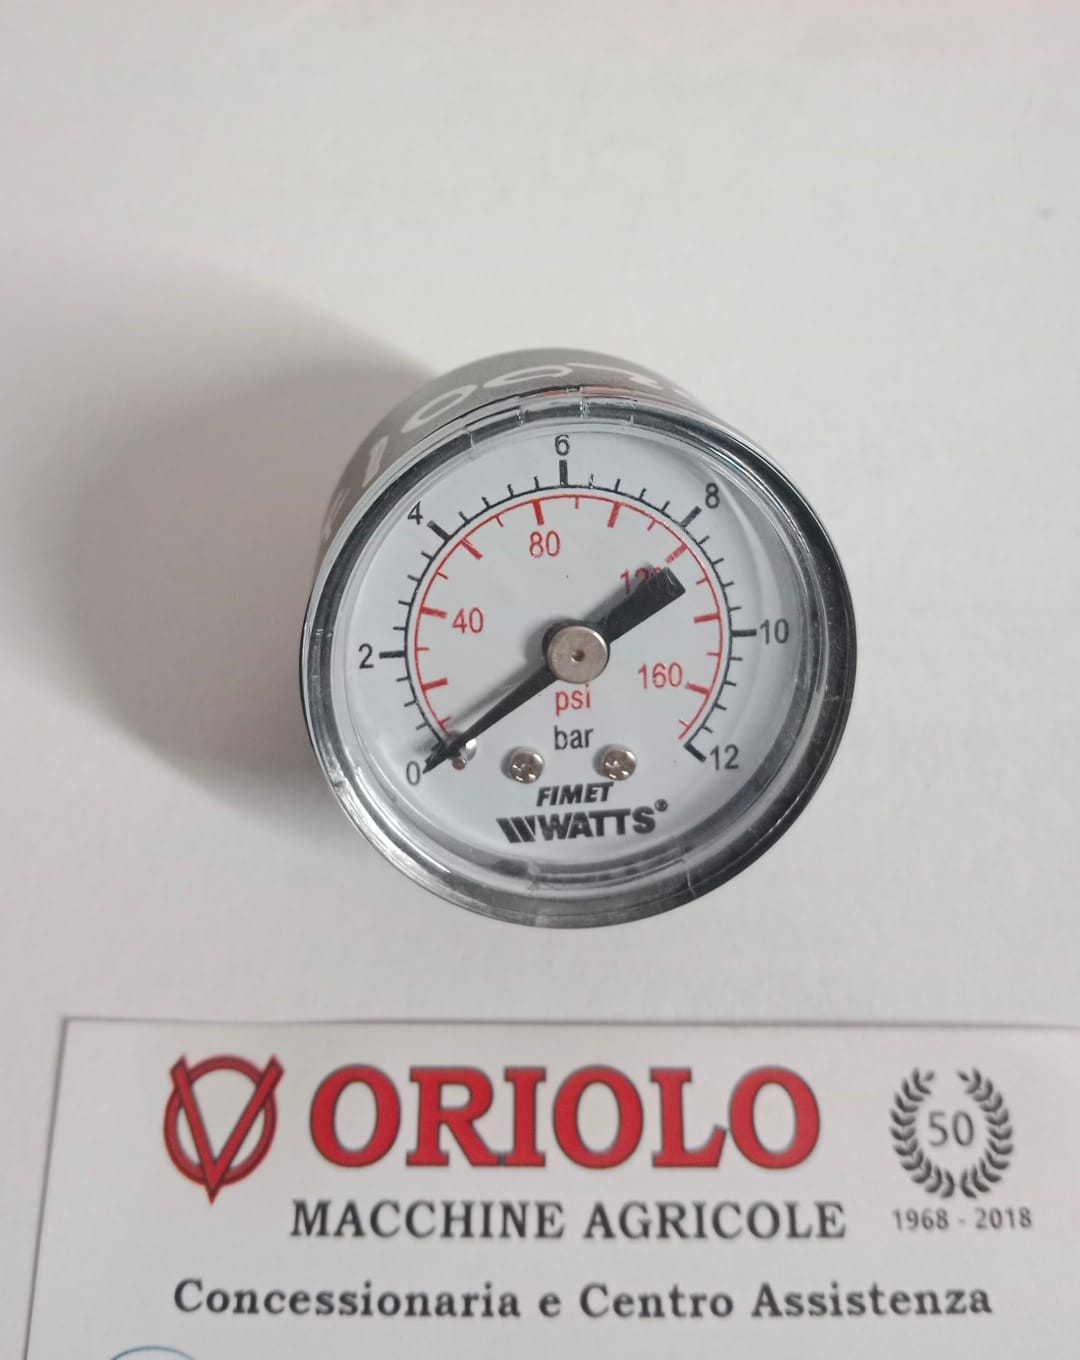 6
4
8
80
120
40
10
2
160
psi
bar
0
12
FIMET
WATTS®
ORIOLO
50
MACCHINE AGRICOLE
1968 - 2018
Concessionaria e Centro Assistenza